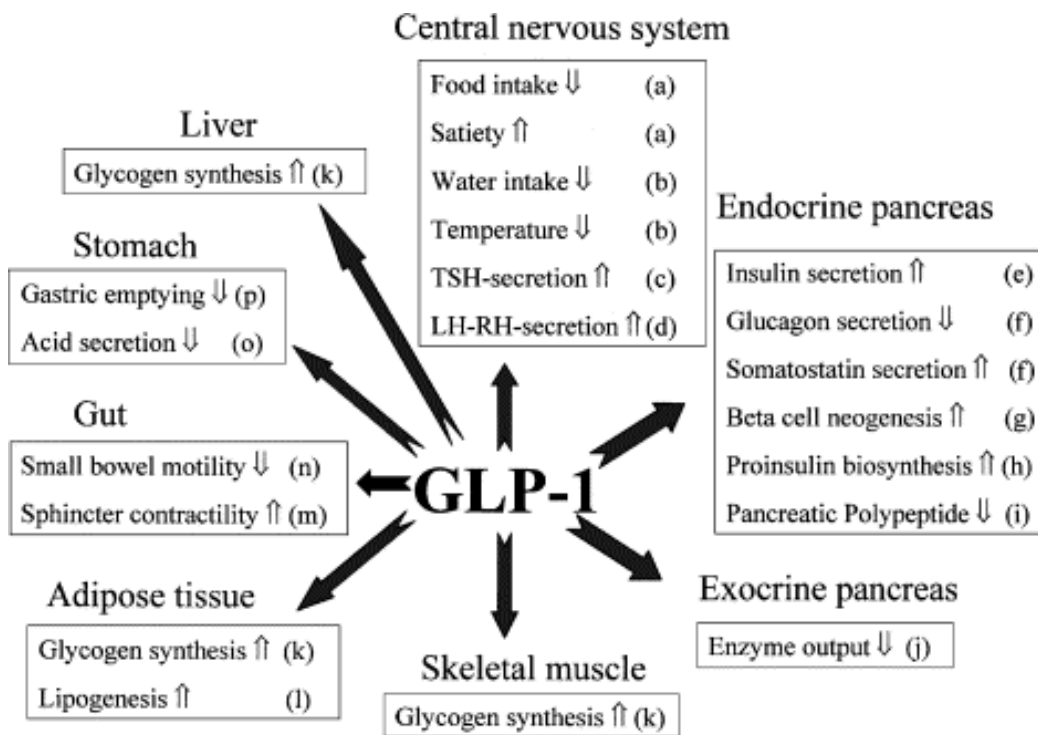 Central nervous system
Food intake ⇓ (a)
Satiety ⇑ (a)
Water intake ⇓ (b)
Temperature ⇓ (b)
TSH-secretion ⇑ (c)
LH-RH-secretion ⇑ (d)
Liver
Glycogen synthesis ⇑ (k)
Stomach
Gastric emptying ⇓ (p)
Acid secretion ⇓ (o)
Endocrine pancreas
Insulin secretion ⇑ (e)
Glucagon secretion ⇓ (f)
Somatostatin secretion ⇑ (f)
Beta cell neogenesis ⇑ (g)
Proinsulin biosynthesis ⇑ (h)
Pancreatic Polypeptide ⇓ (i)
Gut
Small bowel motility ⇓ (n)
Sphincter contractility ⇑ (m)
GLP-1
Adipose tissue
Glycogen synthesis ⇑ (k)
Lipogenesis ⇑ (l)
Skeletal muscle
Glycogen synthesis ⇑ (k)
Exocrine pancreas
Enzyme output ⇓ (j)